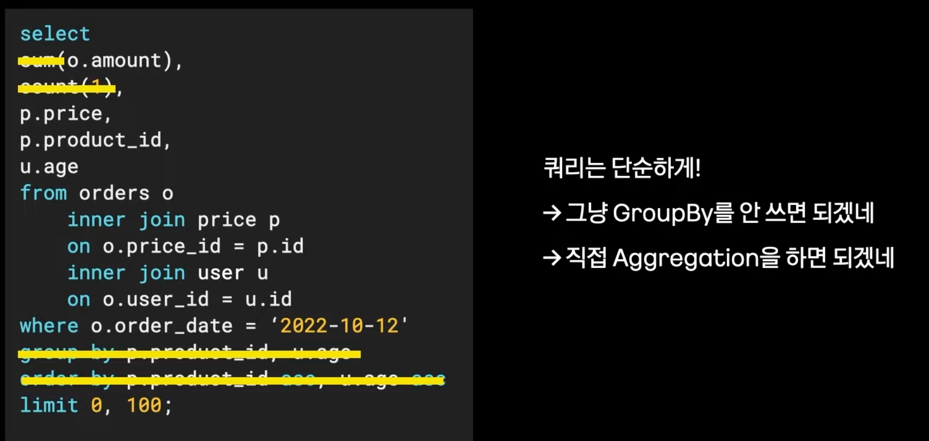 select
sum(o.amount),
count(1),
p.price,
p.product_id,
u.age
from orders o
inner join price p
on o.price_id = p.id
inner join user u
on o.user_id = u.id
where o.order_date = ‘2022-10-12'
group by p.product_id, u.age
order by p.product_id asc, u.age asc
limit 0, 100;
쿼리는 단순하게!
→ 그냥 GroupBy를 안 쓰면 되겠네
→ 직접 Aggregation을 하면 되겠네